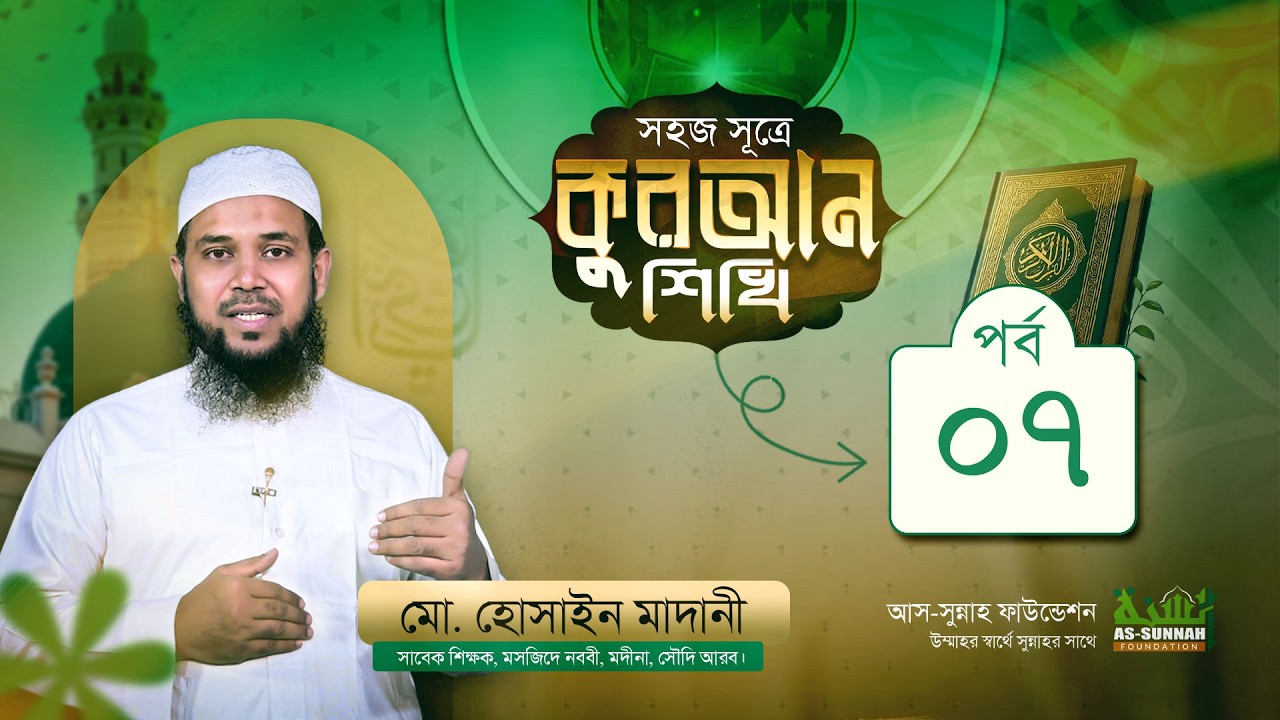 সহজ সূত্রে
কুরআন
শিখি
পর্ব
০৭
মো. হোসাইন মাদানী
সাবেক শিক্ষক, মসজিদে নববী, মদীনা, সৌদি আরব।
আস-সুন্নাহ ফাউন্ডেশন
উম্মাহর স্বার্থে সুন্নাহর সাথে
AS-SUNNAH
FOUNDATION